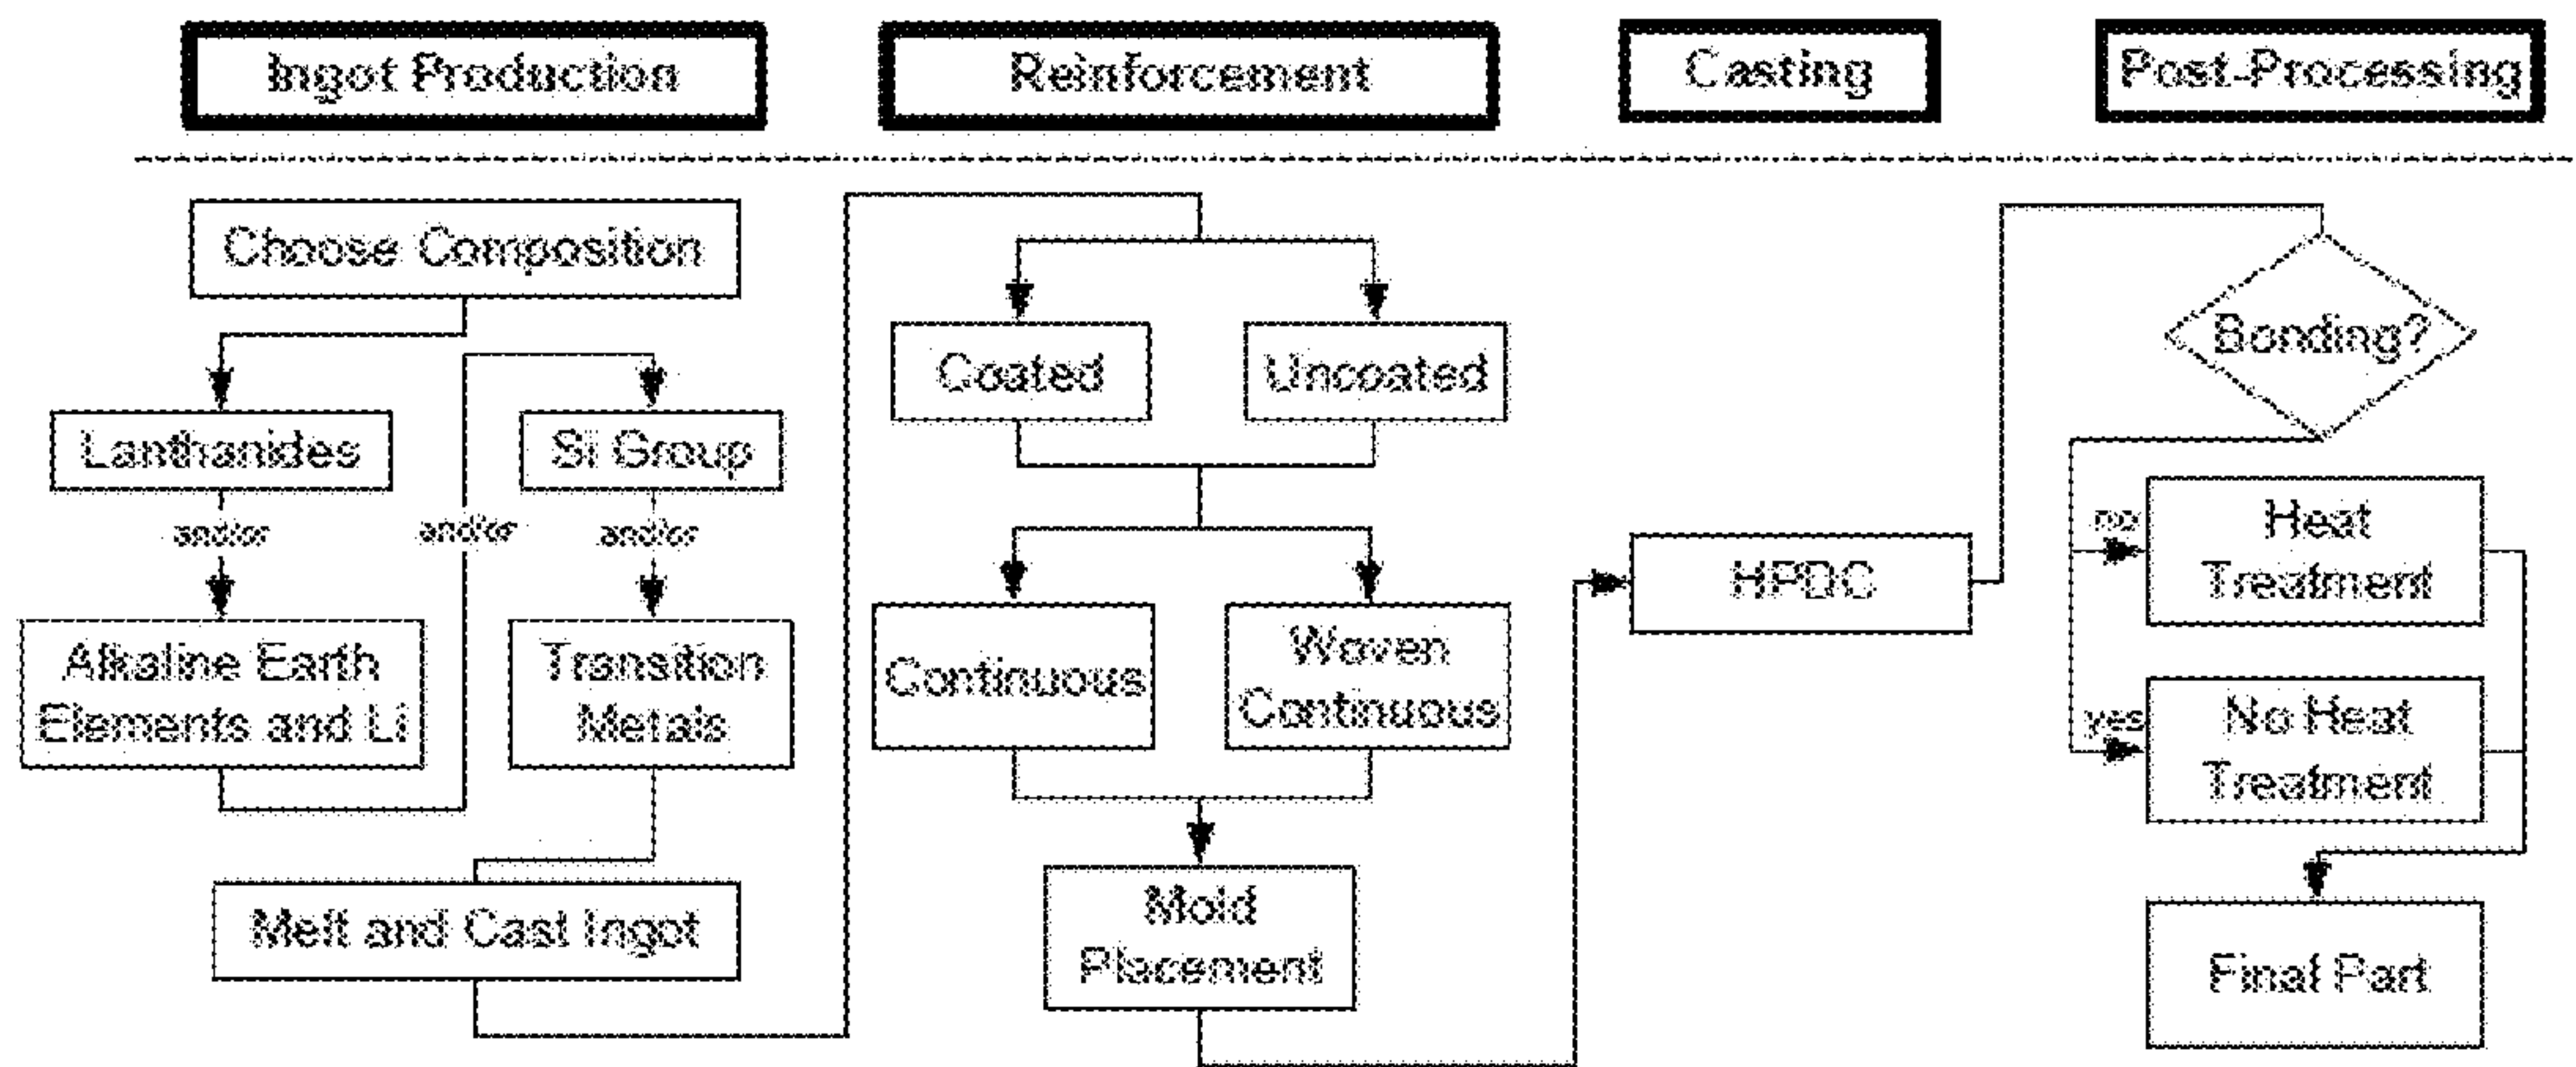 Ingot Production
Reinforcement
Casting
Post-Processing
Choose Composition
Lanthanides
and/or
Alkaline Earth
Elements and Li
and/or
Si Group
and/or
Transition
Metals
Melt and Cast Ingot
Coated
Uncoated
Continuous
Woven
Continuous
Mold
Placement
HPDC
Bonding?
no
Heat
Treatment
yes
No Heat
Treatment
Final Part